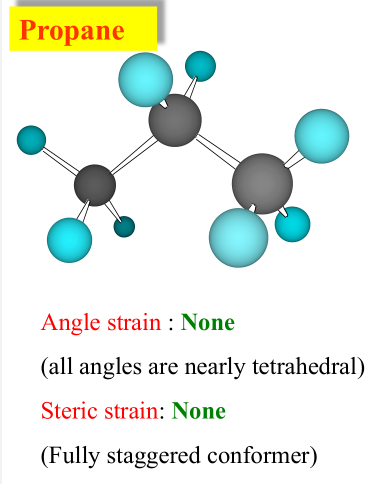 Propane
Angle strain : None
(all angles are nearly tetrahedral)
Steric strain: None
(Fully staggered conformer)